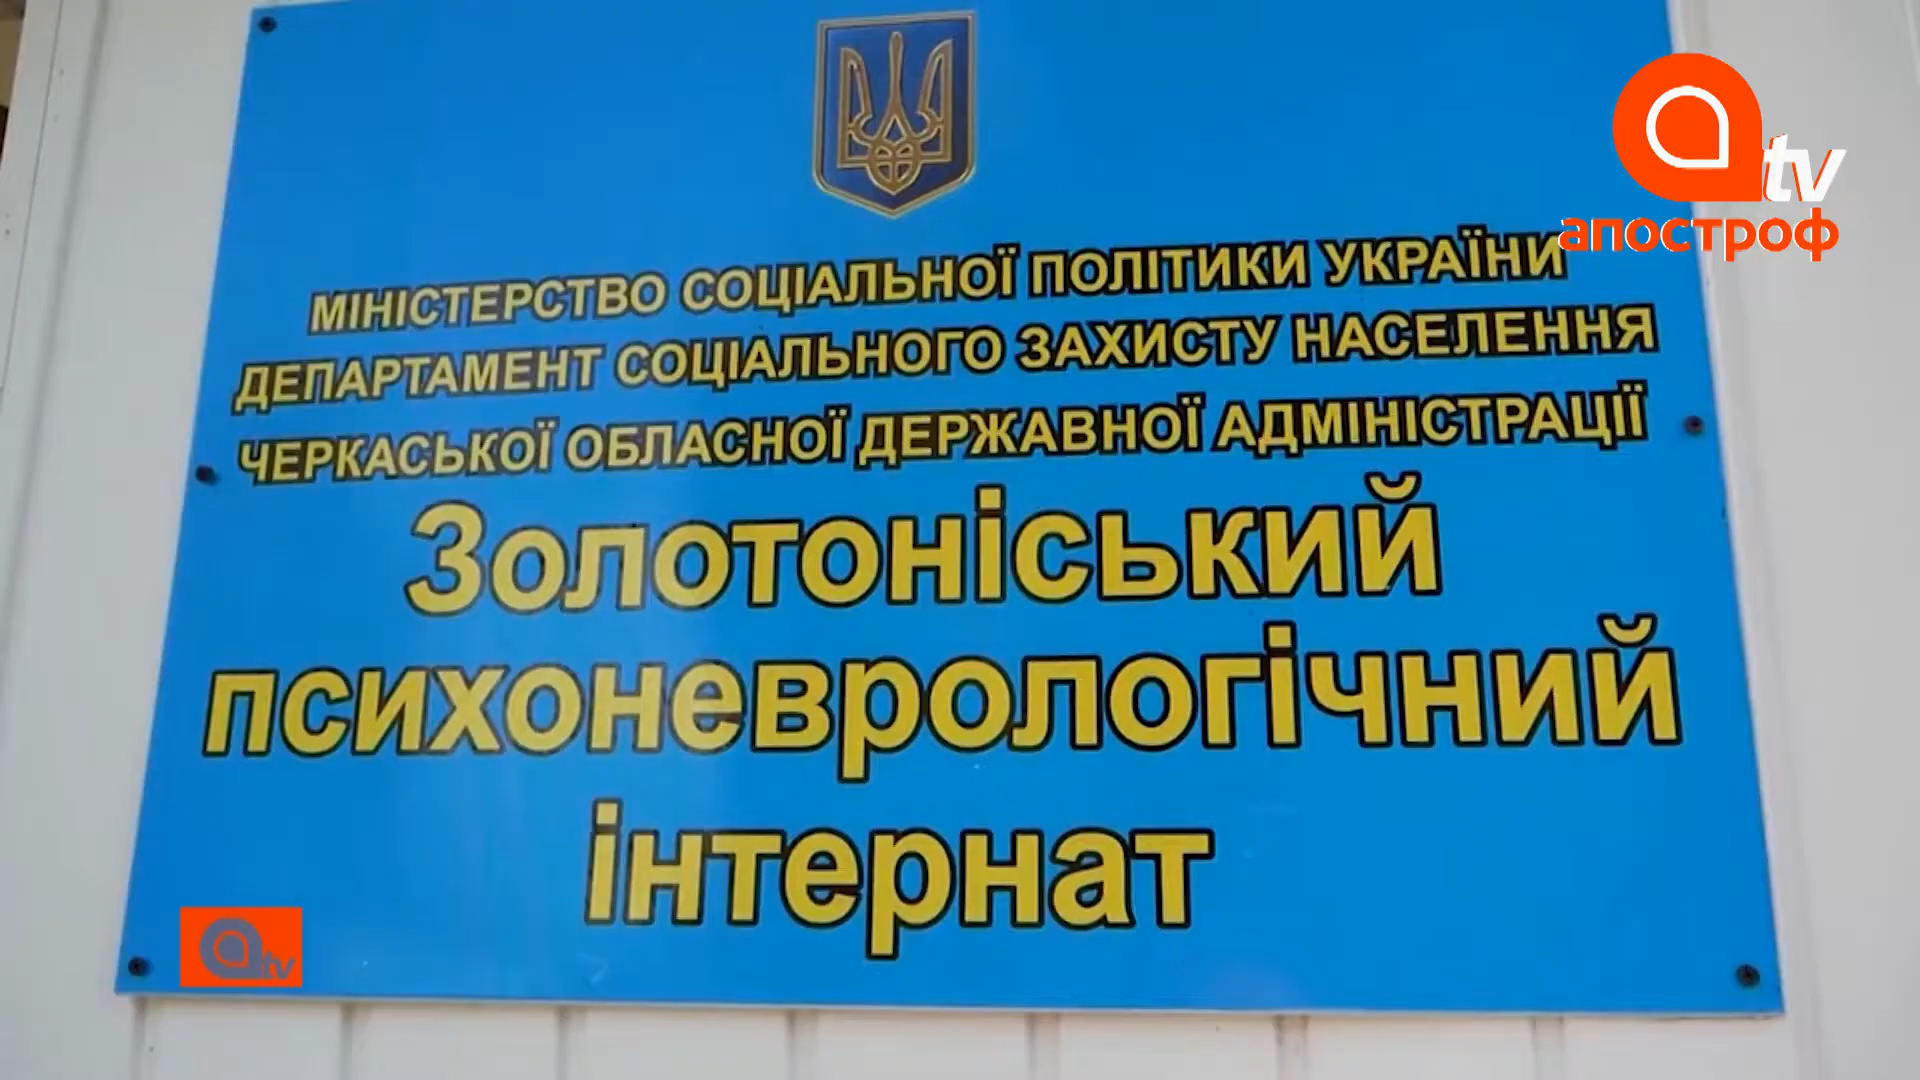 tv
апостроф
МІНІСТЕРСТВО СОЦІАЛЬНОЇ ПОЛІТИКИ УКРАЇНИ
ДЕПАРТАМЕНТ СОЦІАЛЬНОГО ЗАХИСТУ НАСЕЛЕННЯ
ЧЕРКАСЬКОЇ ОБЛАСНОЇ ДЕРЖАВНОЇ АДМІНІСТРАЦІЇ
Золотоніський
психоневрологічний
інтернат
tv